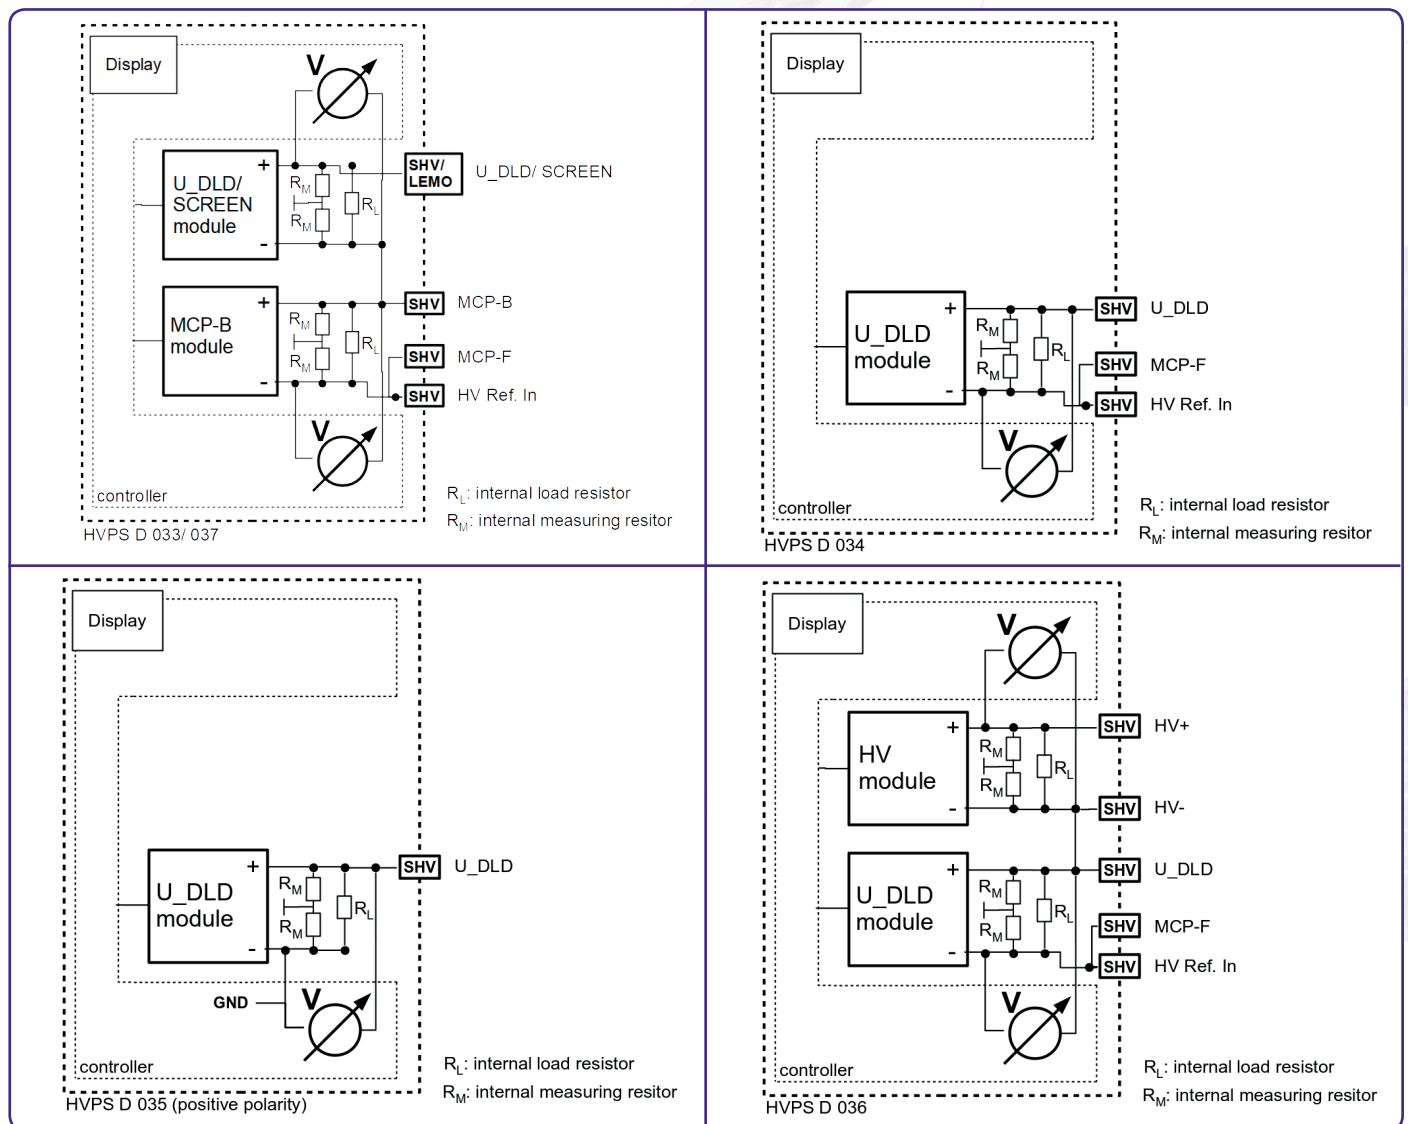 Display
V
+
U_DLD/
SCREEN
module
-
RM
RM
RL
SHV/
LEMO
U_DLD/ SCREEN
+
MCP-B
module
-
RM
RM
RL
SHV
MCP-B
SHV
MCP-F
SHV
HV Ref. In
V
controller
HVPS D 033/ 037
RL: internal load resistor
RM: internal measuring resitor
Display
+
U_DLD
module
-
RM
RM
RL
SHV
U_DLD
SHV
MCP-F
SHV
HV Ref. In
V
controller
HVPS D 034
RL: internal load resistor
RM: internal measuring resitor
Display
+
U_DLD
module
-
RM
RM
RL
SHV
U_DLD
GND
V
controller
HVPS D 035 (positive polarity)
RL: internal load resistor
RM: internal measuring resitor
Display
V
+
HV
module
-
RM
RM
RL
SHV
HV+
SHV
HV-
+
U_DLD
module
-
RM
RM
RL
SHV
U_DLD
SHV
MCP-F
SHV
HV Ref. In
V
controller
HVPS D 036
RL: internal load resistor
RM: internal measuring resitor